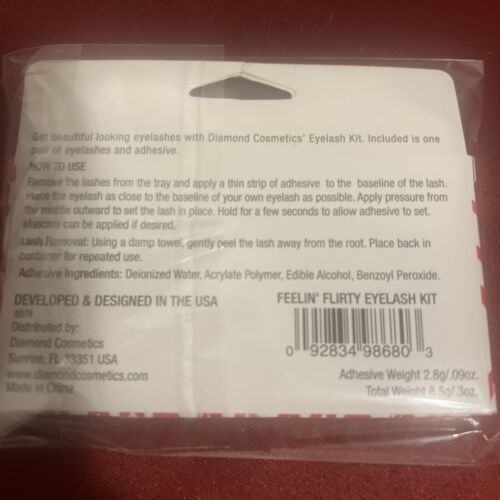 Get beautiful looking eyelashes with Diamond Cosmetics' Eyelash Kit. Included is one
pair of eyelashes and adhesive.
HOW TO USE
Remove the lashes from the tray and apply a thin strip of adhesive to the baseline of the lash.
Place the eyelash as close to the baseline of your own eyelash as possible. Apply pressure from
the middle outward to set the lash in place. Hold for a few seconds to allow adhesive to set.
Mascara can be applied if desired.
Lash Removal: Using a damp towel, gently peel the lash away from the root. Place back in
container for repeated use.
Adhesive Ingredients: Deionized Water, Acrylate Polymer, Edible Alcohol, Benzoyl Peroxide.
DEVELOPED & DESIGNED IN THE USA
8378
Distributed by:
Diamond Cosmetics
Sunrise, FL 33351 USA
www.diamondcosmetics.com
Made in China
FEELIN' FLIRTY EYELASH KIT
0 92834 98680 3
Adhesive Weight 2.8g/.09oz.
Total Weight 8.5g/.3oz.